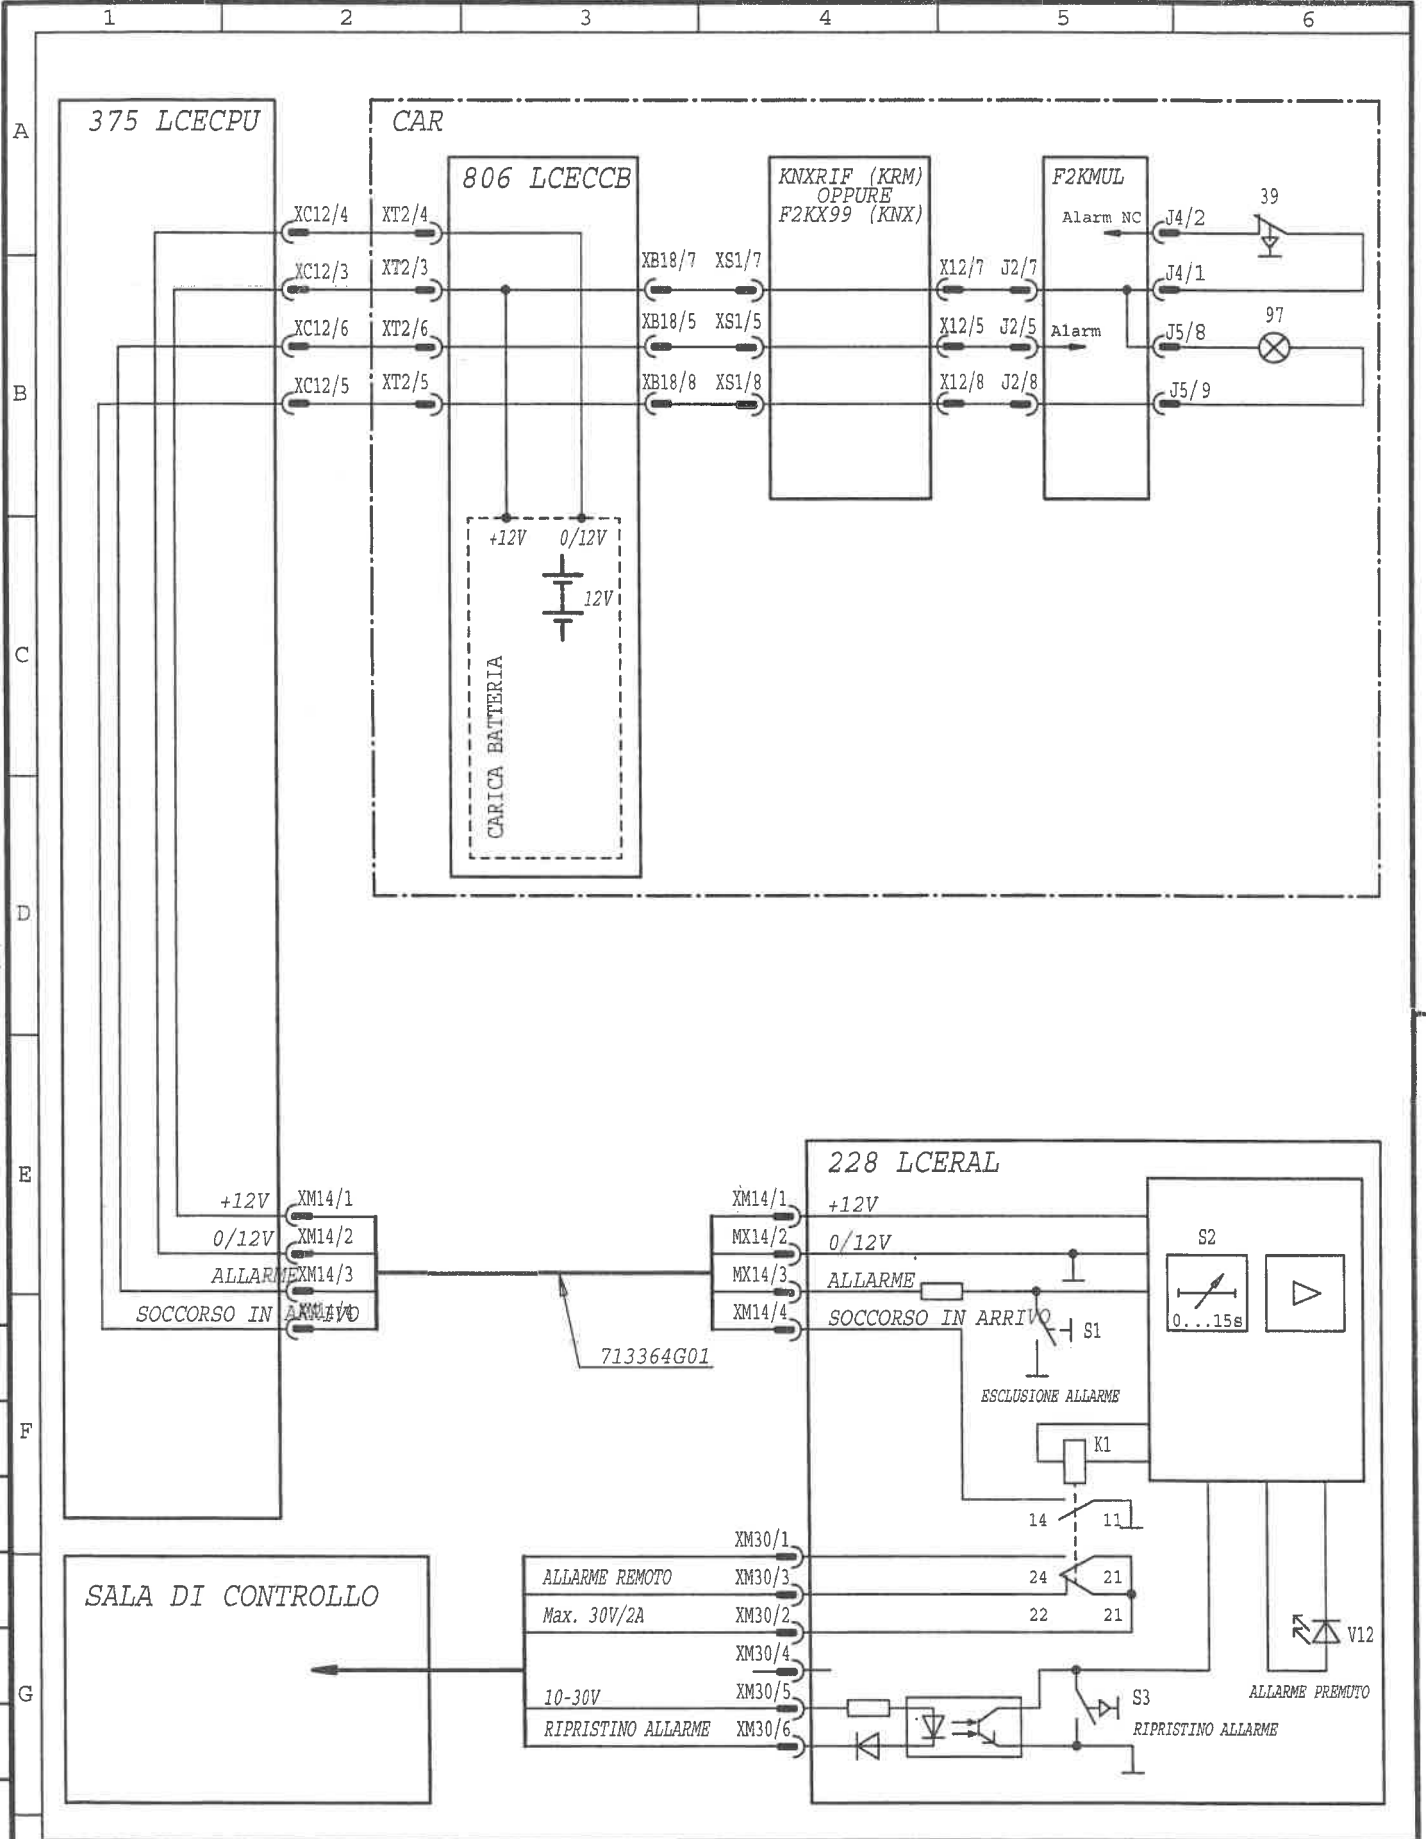 1 2 3 4 5 6
A
B
C
D
E
F
G
375 LCECPU
CAR
806 LCECCB
KNXRIF (KRM)
OPPURE
F2KX99 (KNX)
F2KMUL
39
Alarm NC
J4/2
XC12/4 XT2/4
XC12/3 XT2/3
XB18/7 XS1/7
X12/7 J2/7
J4/1
97
XC12/6 XT2/6
XB18/5 XS1/5
X12/5 J2/5
Alarm
J5/8
XC12/5 XT2/5
XB18/8 XS1/8
X12/8 J2/8
J5/9
+12V 0/12V
12V
CARICA BATTERIA
228 LCERAL
+12V XM14/1
0/12V XM14/2
ALLARME XM14/3
SOCCORSO IN ARRIVO
713364G01
XM14/1 +12V
MX14/2 0/12V
MX14/3 ALLARME
XM14/4 SOCCORSO IN ARRIVO
S1
ESCLUSIONE ALLARME
S2
0...15s
K1
14 11
24 21
22 21
SALA DI CONTROLLO
XM30/1
ALLARME REMOTO XM30/3
Max. 30V/2A XM30/2
XM30/4
10-30V XM30/5
RIPRISTINO ALLARME XM30/6
S3
RIPRISTINO ALLARME
V12
ALLARME PREMUTO